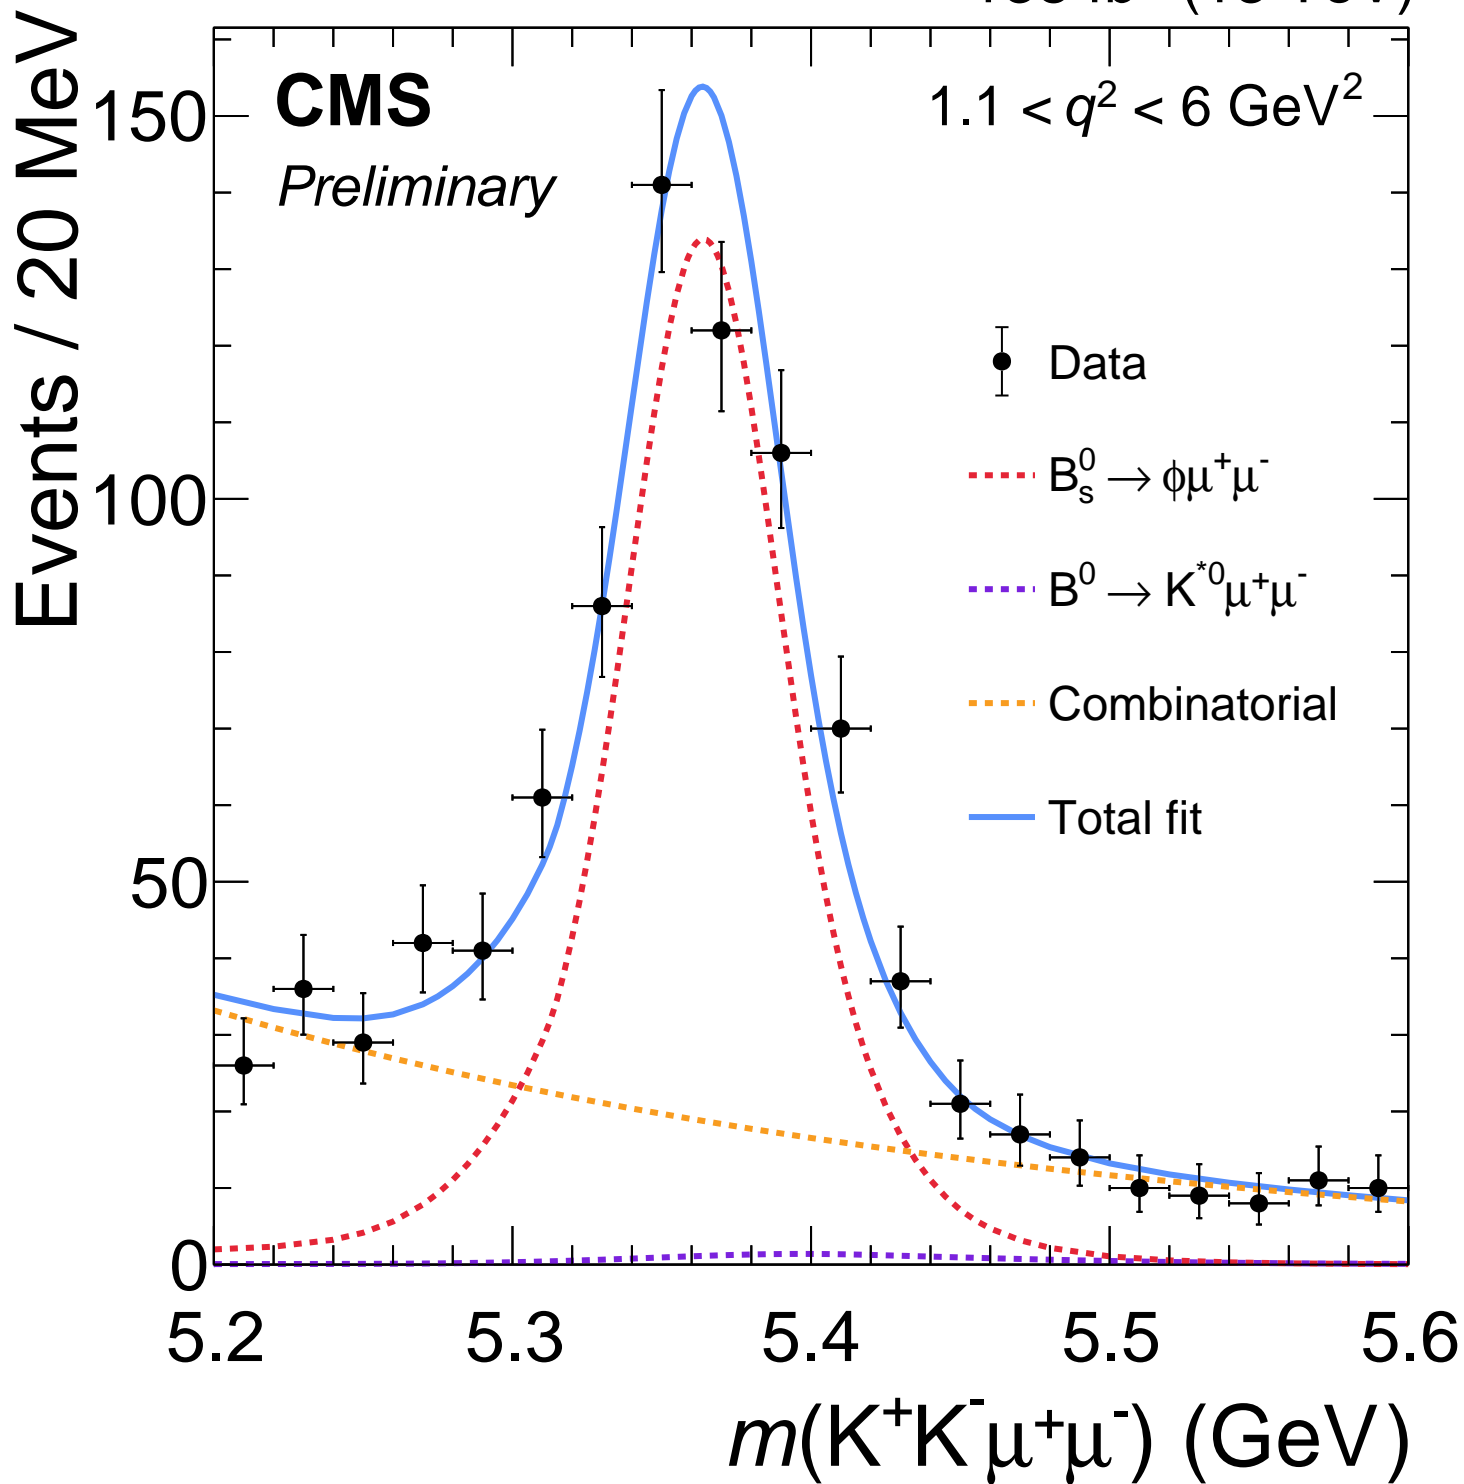 CMS
Preliminary
1.1 < q² < 6 GeV²
Events / 20 MeV
150
100
50
0
Data
B⁰ₛ → ϕμ⁺μ⁻
B⁰ → K*⁰μ⁺μ⁻
Combinatorial
Total fit
5.2 5.3 5.4 5.5 5.6
m(K⁺K⁻μ⁺μ⁻) (GeV)